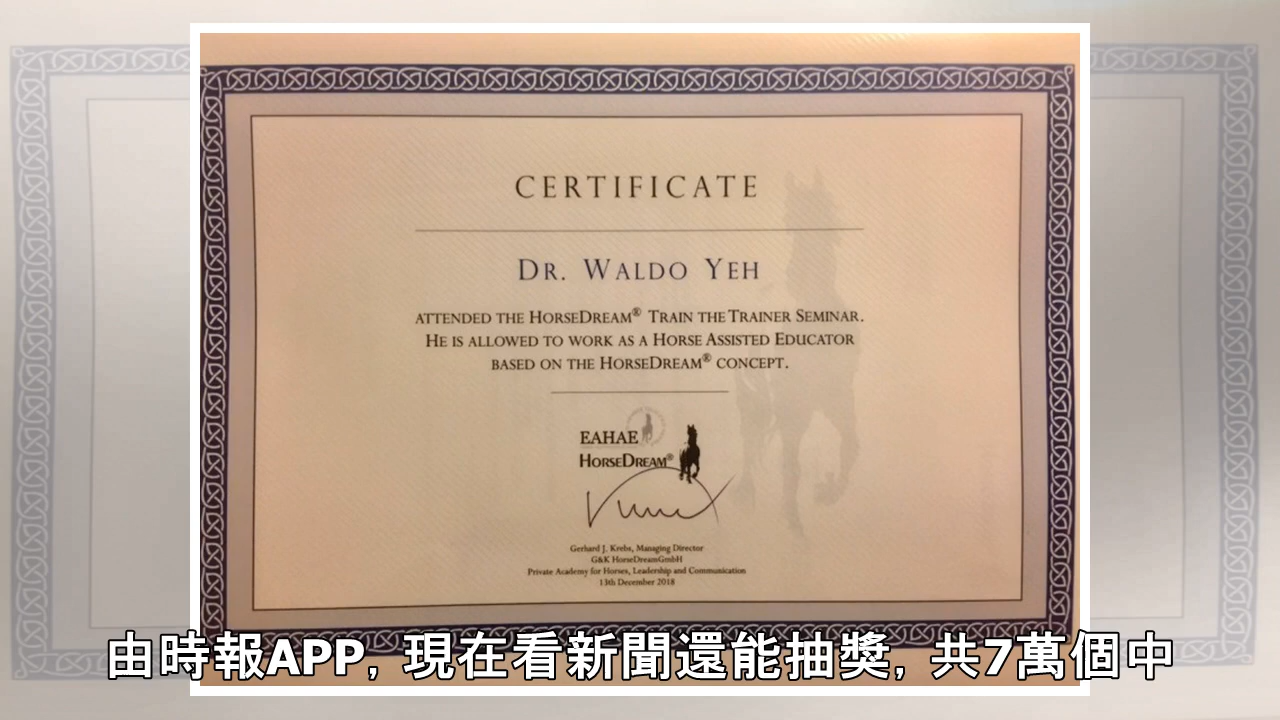 CERTIFICATE
DR. WALDO YEH
ATTENDED THE HORSEDREAM® TRAIN THE TRAINER SEMINAR.
HE IS ALLOWED TO WORK AS A HORSE ASSISTED EDUCATOR
BASED ON THE HORSEDREAM® CONCEPT.
EAHAE
HORSEDREAM®
Gerhard J. Krebs, Managing Director
G&K HorseDreamGmbH
Private Academy for Horses, Leadership and Communication
13th December 2018
由時報APP, 現在看新聞還能抽獎, 共7萬個中